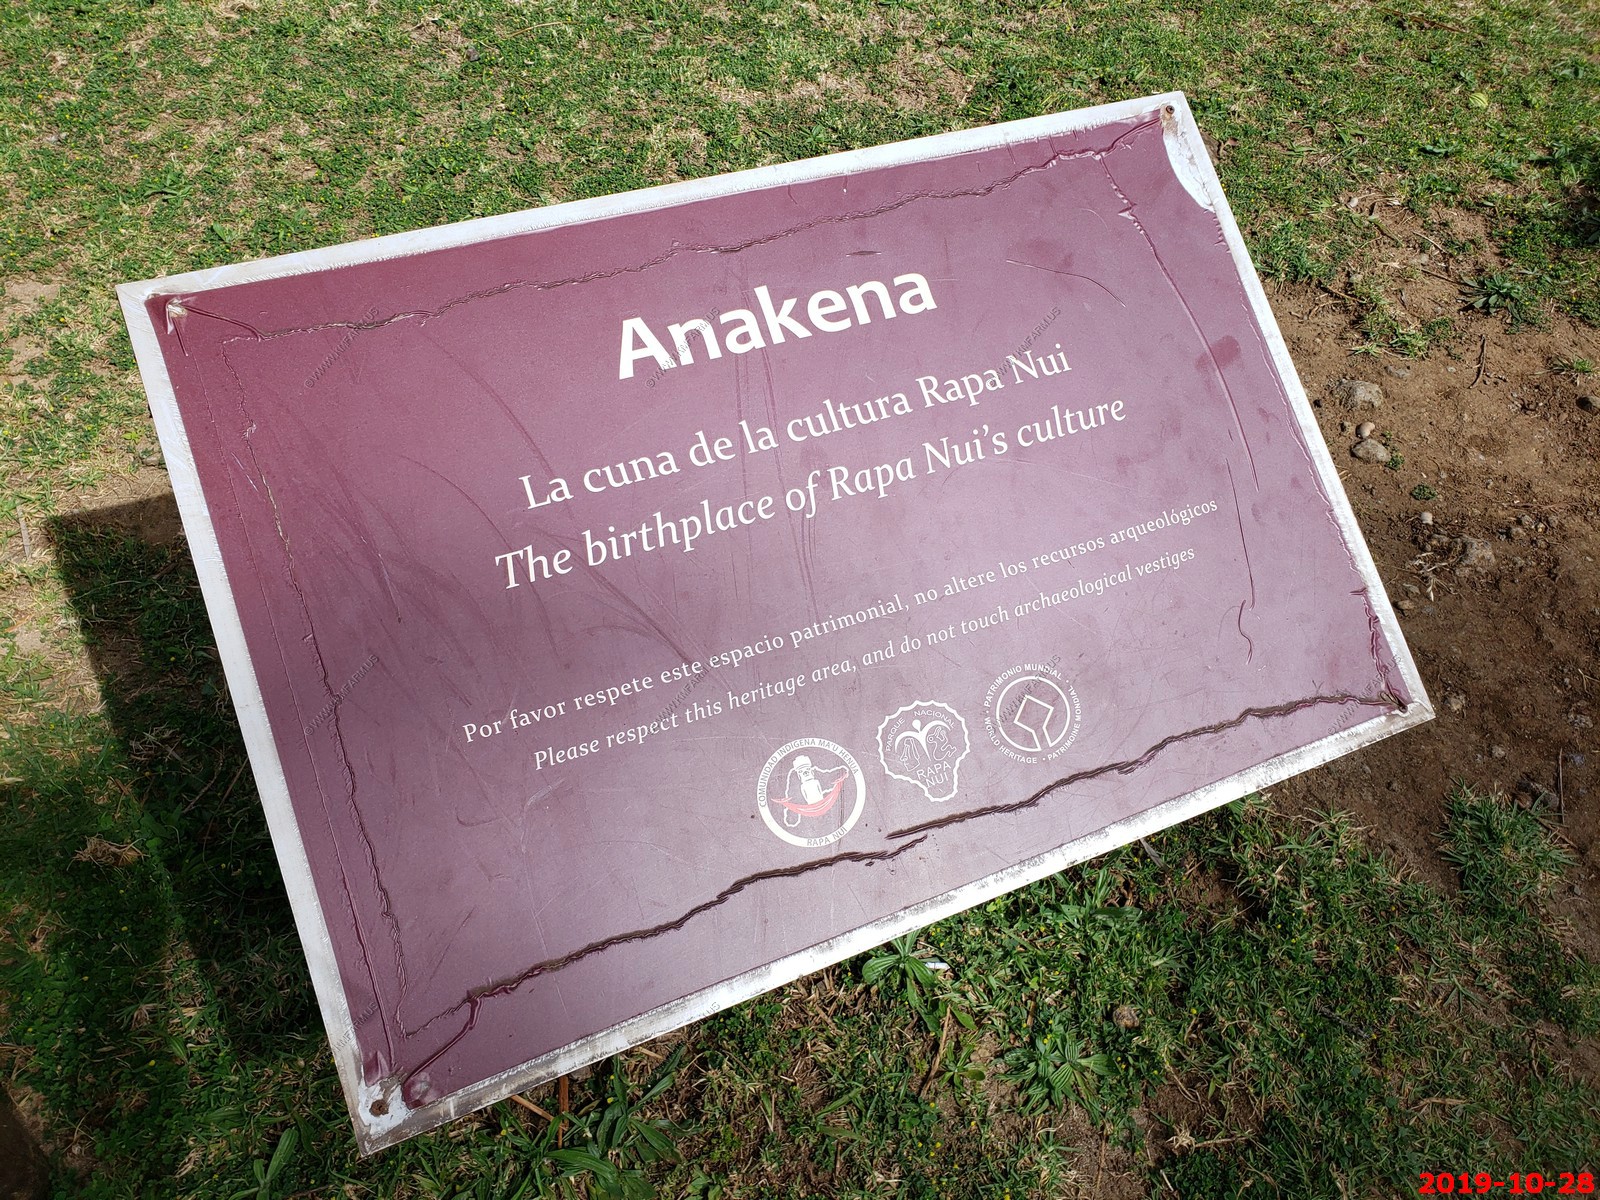 Anakena
La cuna de la cultura Rapa Nui
The birthplace of Rapa Nui's culture
Por favor respete este espacio patrimonial, no altere los recursos arqueológicos
Please respect this heritage area, and do not touch archaeological vestiges
COMUNIDAD INDÍGENA MA'U HENUA
RAPA NUI
PARQUE NACIONAL
RAPA
NUI
PATRIMONIO MUNDIAL • WORLD HERITAGE • PATRIMOINE MONDIAL •
2019-10-28